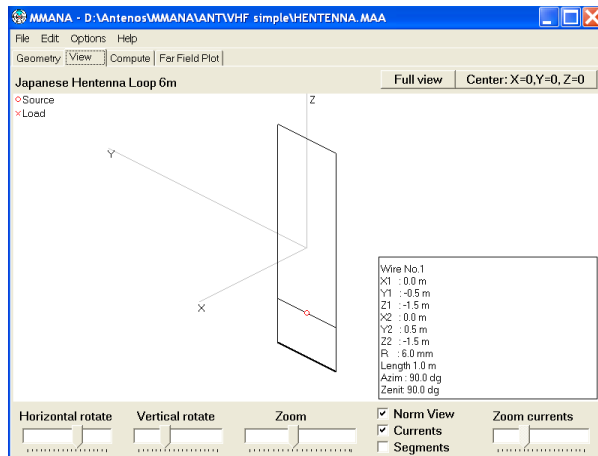 MMANA - D:\Antenos\MMANA\ANT\VHF simple\HENTENNA.MAA
File Edit Options Help
Geometry View Compute Far Field Plot
Japanese Hentenna Loop 6m Full view Center: X=0,Y=0, Z=0
Source
Load
Z
Y
X
Wire No.1
X1 : 0.0 m
Y1 : -0.5 m
Z1 : -1.5 m
X2 : 0.0 m
Y2 : 0.5 m
Z2 : -1.5 m
R : 6.0 mm
Length 1.0 m
Azim : 90.0 dg
Zenit: 90.0 dg
Horizontal rotate Vertical rotate Zoom Norm View Zoom currents
Currents
Segments